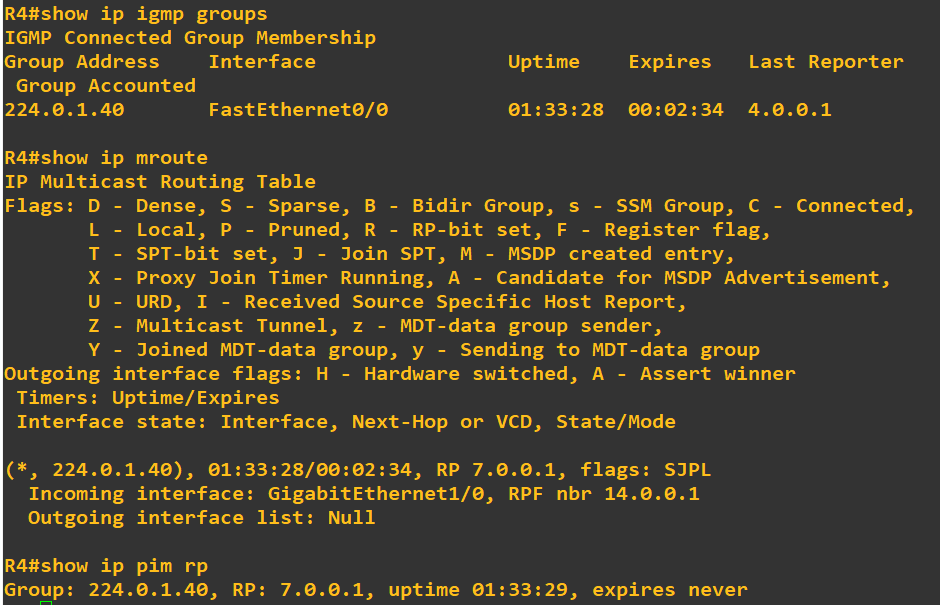 R4#show ip igmp groups
IGMP Connected Group Membership
Group Address    Interface                Uptime    Expires   Last Reporter
 Group Accounted
224.0.1.40       FastEthernet0/0          01:33:28  00:02:34  4.0.0.1
R4#show ip mroute
IP Multicast Routing Table
Flags: D - Dense, S - Sparse, B - Bidir Group, s - SSM Group, C - Connected,
       L - Local, P - Pruned, R - RP-bit set, F - Register flag,
       T - SPT-bit set, J - Join SPT, M - MSDP created entry,
       X - Proxy Join Timer Running, A - Candidate for MSDP Advertisement,
       U - URD, I - Received Source Specific Host Report,
       Z - Multicast Tunnel, z - MDT-data group sender,
       Y - Joined MDT-data group, y - Sending to MDT-data group
Outgoing interface flags: H - Hardware switched, A - Assert winner
 Timers: Uptime/Expires
 Interface state: Interface, Next-Hop or VCD, State/Mode
(*, 224.0.1.40), 01:33:28/00:02:34, RP 7.0.0.1, flags: SJPL
  Incoming interface: GigabitEthernet1/0, RPF nbr 14.0.0.1
  Outgoing interface list: Null
R4#show ip pim rp
Group: 224.0.1.40, RP: 7.0.0.1, uptime 01:33:29, expires never